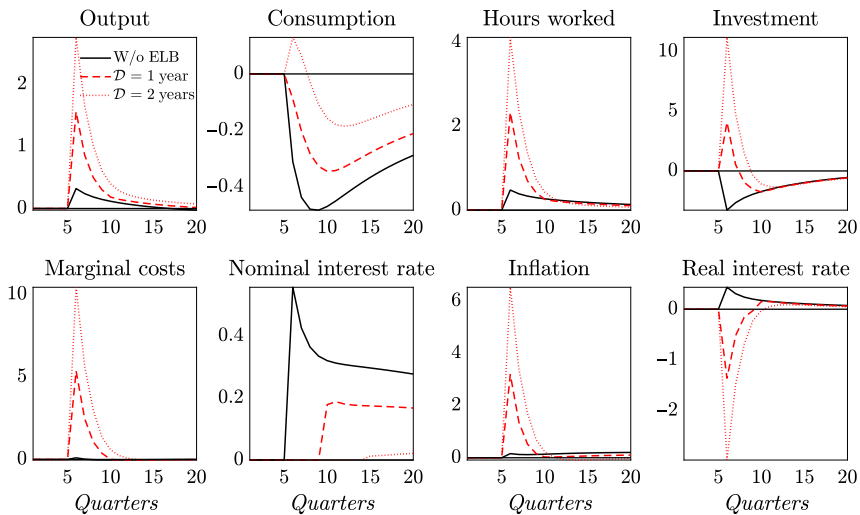 Output
Consumption
Hours worked
Investment
W/o ELB
𝒟 = 1 year
𝒟 = 2 years
2
1
0
5 10 15 20
0
−0.2
−0.4
5 10 15 20
4
2
0
5 10 15 20
10
5
0
5 10 15 20
Marginal costs
Nominal interest rate
Inflation
Real interest rate
10
5
0
5 10 15 20
Quarters
0.4
0.2
0
5 10 15 20
Quarters
6
4
2
0
5 10 15 20
Quarters
0
−1
−2
5 10 15 20
Quarters